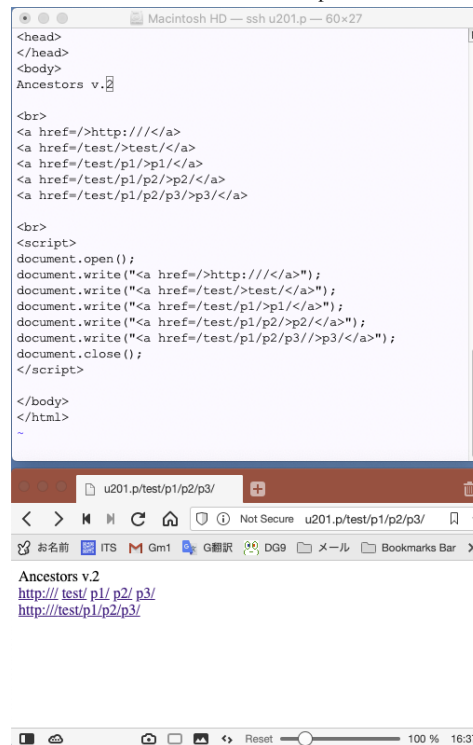 Macintosh HD — ssh u201.p — 60×27
<head>
</head>
<body>
Ancestors v.2
<br>
<a href=/>http:///</a>
<a href=/test/>test/</a>
<a href=/test/p1/>p1/</a>
<a href=/test/p1/p2/>p2/</a>
<a href=/test/p1/p2/p3/>p3/</a>
<br>
<script>
document.open();
document.write("<a href=/>http:///</a>");
document.write("<a href=/test/>test/</a>");
document.write("<a href=/test/p1/>p1/</a>");
document.write("<a href=/test/p1/p2/>p2/</a>");
document.write("<a href=/test/p1/p2/p3//>p3/</a>");
document.close();
</script>
</body>
</html>
~
u201.p/test/p1/p2/p3/
Not Secure u201.p/test/p1/p2/p3/
お名前 ITS Gm1 G翻訳 DG9 メール Bookmarks Bar
Ancestors v.2
http:/// test/ p1/ p2/ p3/
http:///test/p1/p2/p3/
Reset 100 % 16:37